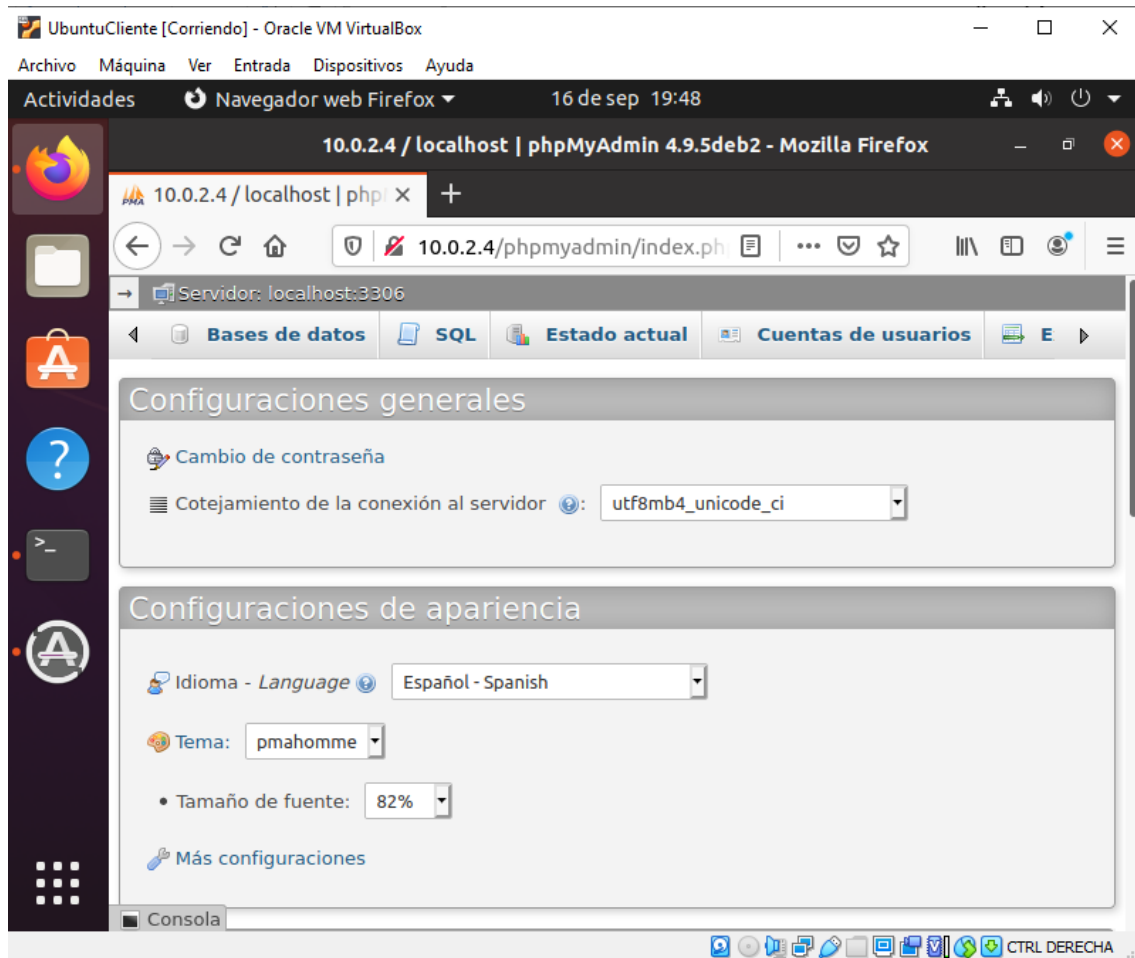 UbuntuCliente [Corriendo] - Oracle VM VirtualBox
Archivo Máquina Ver Entrada Dispositivos Ayuda
Actividades Navegador web Firefox 16 de sep 19:48
10.0.2.4 / localhost | phpMyAdmin 4.9.5deb2 - Mozilla Firefox
PMA 10.0.2.4 / localhost | php
10.0.2.4/phpmyadmin/index.ph
Servidor: localhost:3306
Bases de datos SQL Estado actual Cuentas de usuarios E
Configuraciones generales
Cambio de contraseña
Cotejamiento de la conexión al servidor : utf8mb4_unicode_ci
Configuraciones de apariencia
Idioma - Language Español - Spanish
Tema: pmahomme
• Tamaño de fuente: 82%
Más configuraciones
Consola
CTRL DERECHA